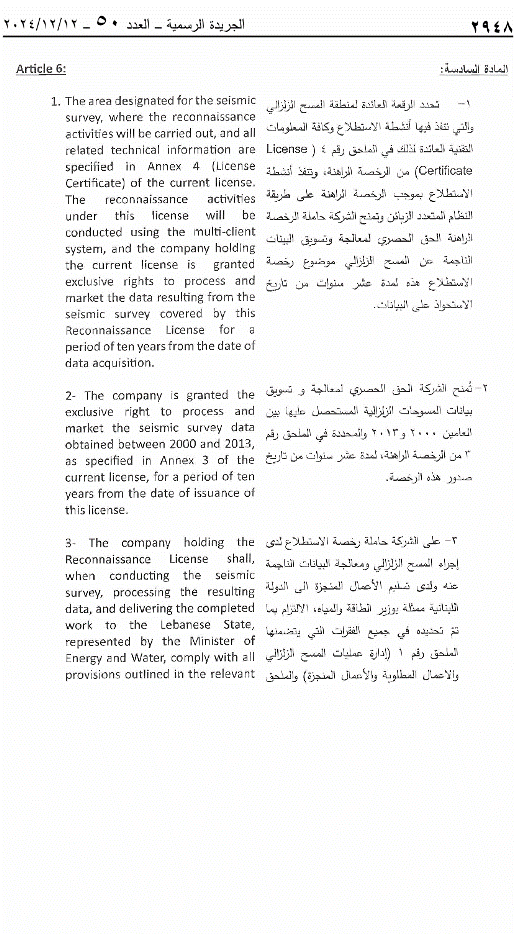 ٢٩٤٨
الجريدة الرسمية – العدد ٥٠ – ٢٠٢٤/١٢/١٢
Article 6:
1. The area designated for the seismic
survey, where the reconnaissance
activities will be carried out, and all
related technical information are
specified in Annex 4 (License
Certificate) of the current license.
The reconnaissance activities
under this license will be
conducted using the multi-client
system, and the company holding
the current license is granted
exclusive rights to process and
market the data resulting from the
seismic survey covered by this
Reconnaissance License for a
period of ten years from the date of
data acquisition.
2- The company is granted the
exclusive right to process and
market the seismic survey data
obtained between 2000 and 2013,
as specified in Annex 3 of the
current license, for a period of ten
years from the date of issuance of
this license.
3- The company holding the
Reconnaissance License shall,
when conducting the seismic
survey, processing the resulting
data, and delivering the completed
work to the Lebanese State,
represented by the Minister of
Energy and Water, comply with all
provisions outlined in the relevant
المادة السادسة:
١- تحدد الرقعة العائدة لمنطقة المسح الزلزالي
والتي تنفذ فيها أنشطة الاستطلاع وكافة المعلومات
التقنية العائدة لذلك في الملحق رقم ٤ ( License
Certificate) من الرخصة الراهنة، وتنفذ أنشطة
الاستطلاع بموجب الرخصة الراهنة على طريقة
النظام المتعدد الزبائن وتمنح الشركة حاملة الرخصة
الراهنة الحق الحصري لمعالجة وتسويق البينات
الناجمة عن المسح الزلزالي موضوع رخصة
الاستطلاع هذه لمدة عشر سنوات من تاريخ
الاستحواذ على البيانات.
٢- تُمنح الشركة الحق الحصري لمعالجة و تسويق
بيانات المسوحات الزلزالية المستحصل عليها بين
العامين ٢٠٠٠ و٢٠١٣ والمحددة في الملحق رقم
٣ من الرخصة الراهنة، لمدة عشر سنوات من تاريخ
صدور هذه الرخصة.
٣- على الشركة حاملة رخصة الاستطلاع لدى
إجراء المسح الزلزالي ومعالجة البيانات الناجمة
عنه ولدى تسليم الأعمال المنجزة الى الدولة
اللبنانية ممثلة بوزير الطاقة والمياه، الالتزام بما
تمّ تحديده في جميع الفقرات التي يتضمنها
الملحق رقم ١ (إدارة عمليات المسح الزلزالي
والاعمال المطلوبة والأعمال المنجزة) والملحق